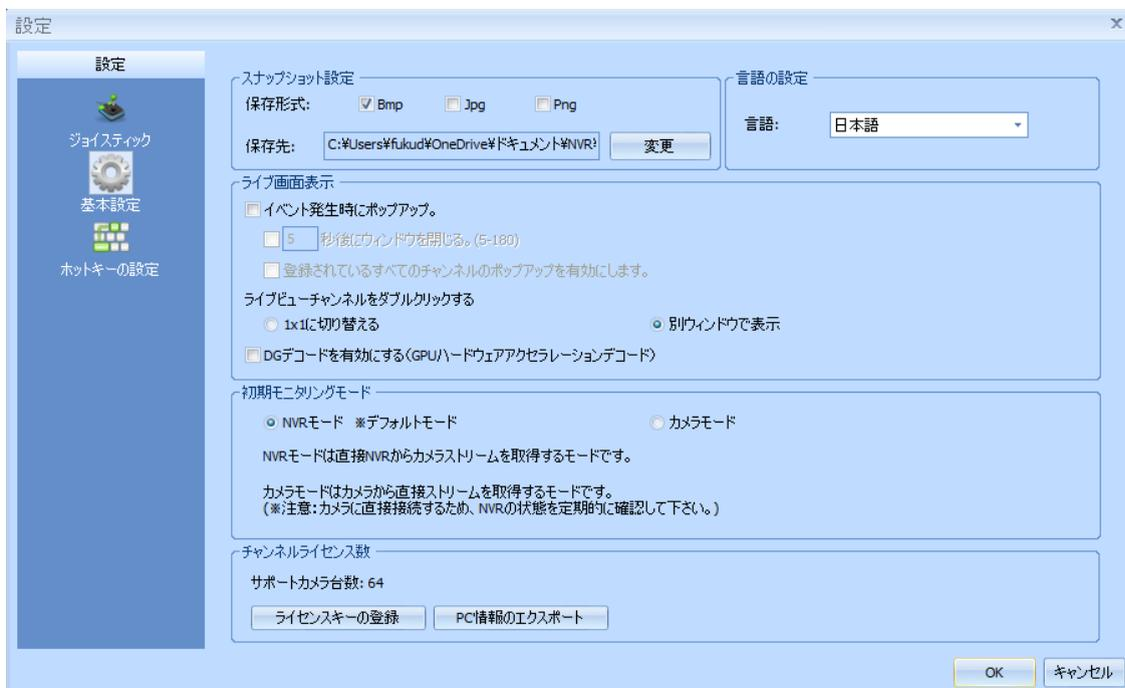 設定
x
設定
ジョイスティック
基本設定
ホットキーの設定
スナップショット設定
保存形式: Bmp Jpg Png
保存先: C:¥Users¥fukud¥OneDrive¥ドキュメント¥NVR 変更
言語の設定
言語: 日本語
ライブ画面表示
イベント発生時にポップアップ。
5 秒後にウィンドウを閉じる。(5-180)
登録されているすべてのチャンネルのポップアップを有効にします。
ライブビューチャンネルをダブルクリックする
1x1に切り替える 別ウィンドウで表示
DGデコードを有効にする(GPUハードウェアアクセラレーションデコード)
初期モニタリングモード
NVRモード ※デフォルトモード カメラモード
NVRモードは直接NVRからカメラストリームを取得するモードです。
カメラモードはカメラから直接ストリームを取得するモードです。
(※注意:カメラに直接接続するため、NVRの状態を定期的に確認して下さい。)
チャンネルライセンス数
サポートカメラ台数: 64
ライセンスキーの登録 PC情報のエクスポート
OK キャンセル